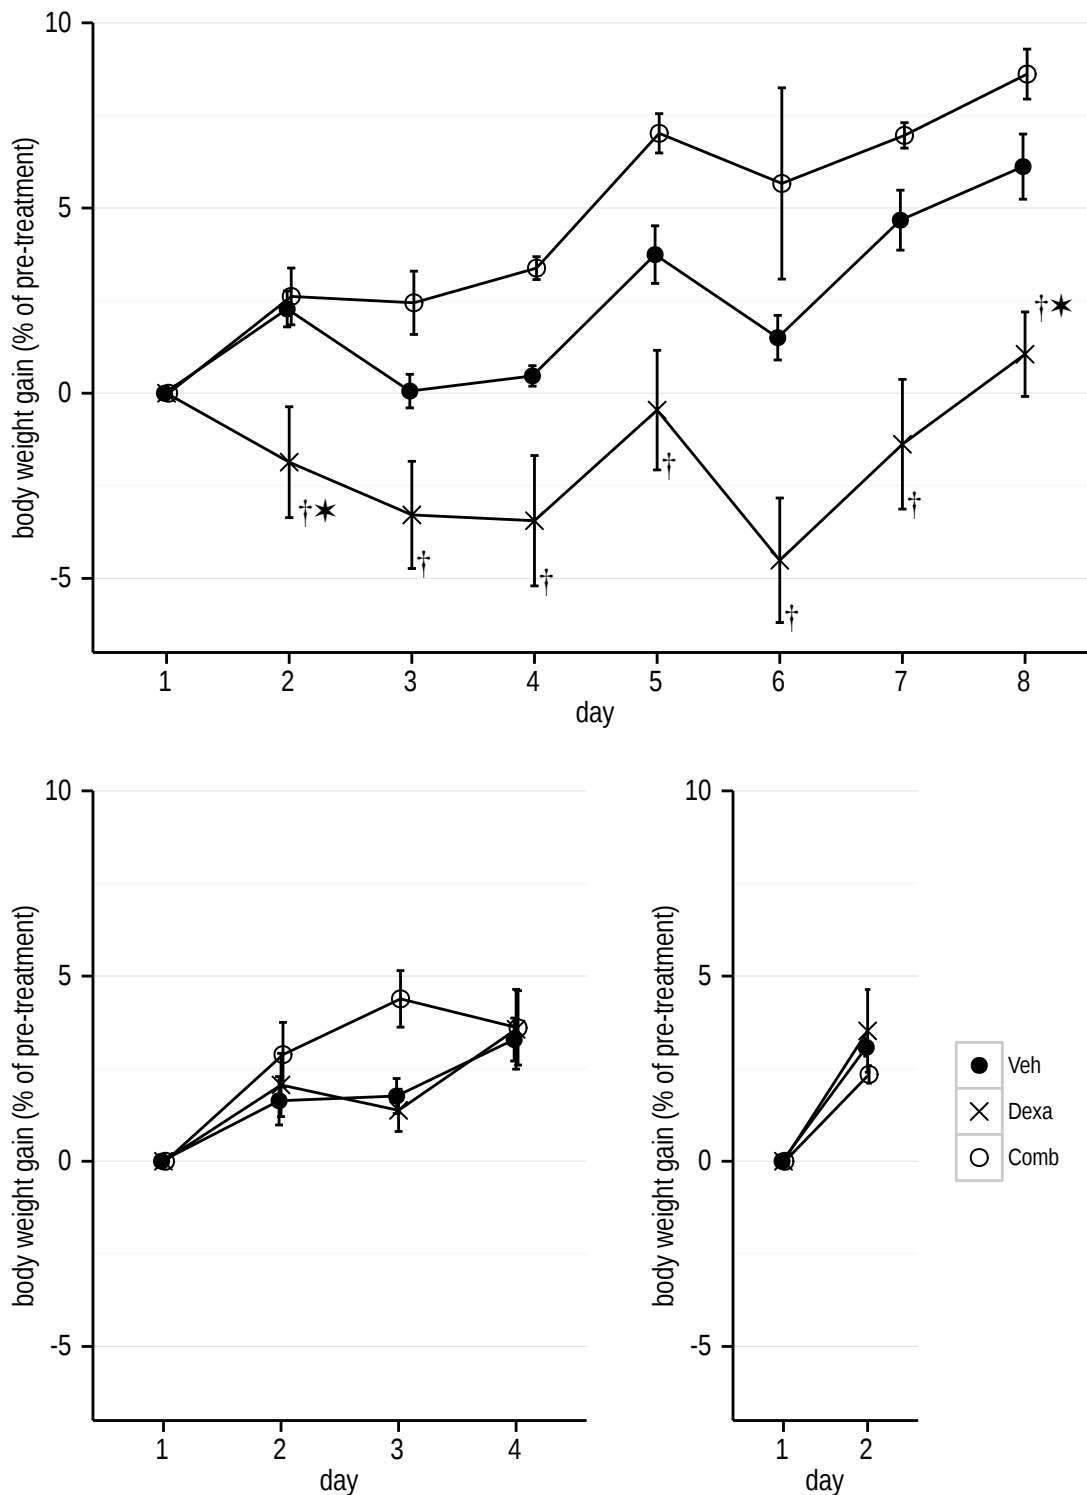 10
5
0
-5
body weight gain (% of pre-treatment)
†✶
†
†
†
†
†
†✶
1 2 3 4 5 6 7 8
day
10
5
0
-5
body weight gain (% of pre-treatment)
1 2 3 4
day
10
5
0
-5
body weight gain (% of pre-treatment)
1 2
day
Veh
Dexa
Comb